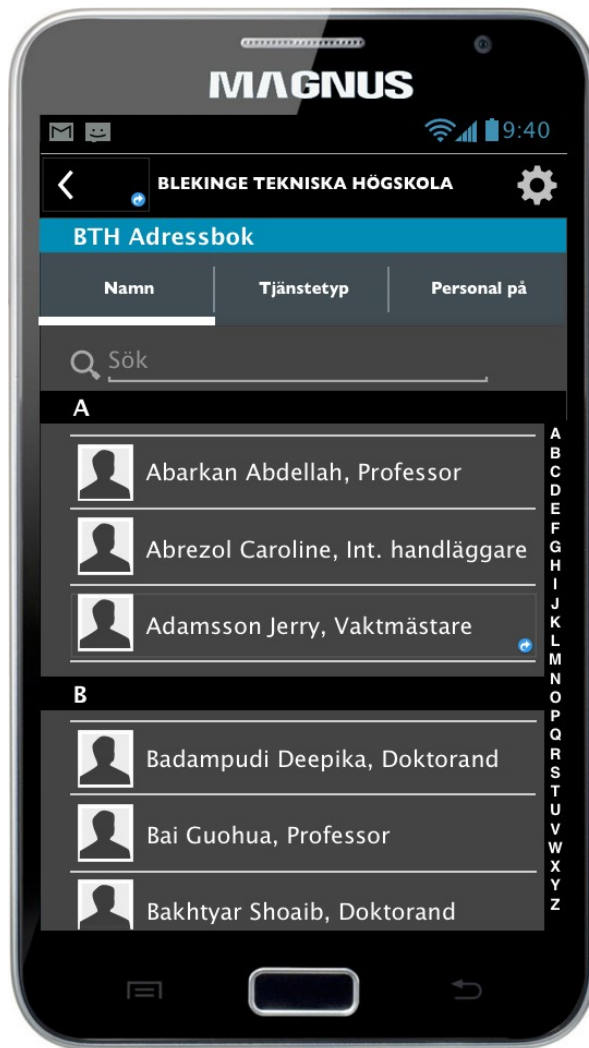 MAGNUS
9:40
BLEKINGE TEKNISKA HÖGSKOLA
BTH Adressbok
Namn Tjänstetyp Personal på
Sök
A
Abarkan Abdellah, Professor
Abrezol Caroline, Int. handläggare
Adamsson Jerry, Vaktmästare
B
Badampudi Deepika, Doktorand
Bai Guohua, Professor
Bakhtyar Shoaib, Doktorand
A
B
C
D
E
F
G
H
I
J
K
L
M
N
O
P
Q
R
S
T
U
V
W
X
Y
Z